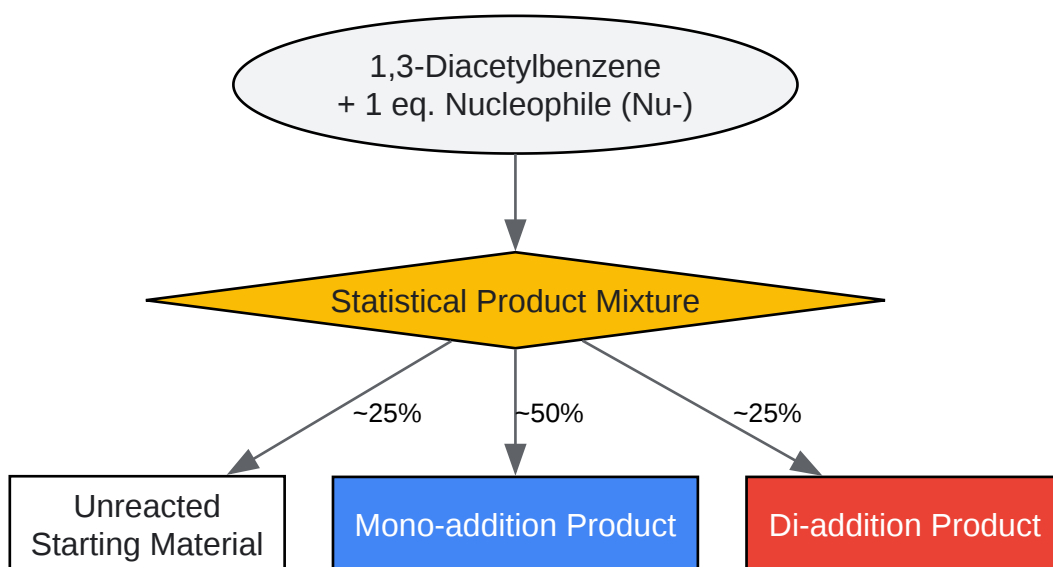 1,3-Diacetylbenzene
+ 1 eq. Nucleophile (Nu-)
Statistical Product Mixture
~25%
~50%
~25%
Unreacted
Starting Material
Mono-addition Product
Di-addition Product